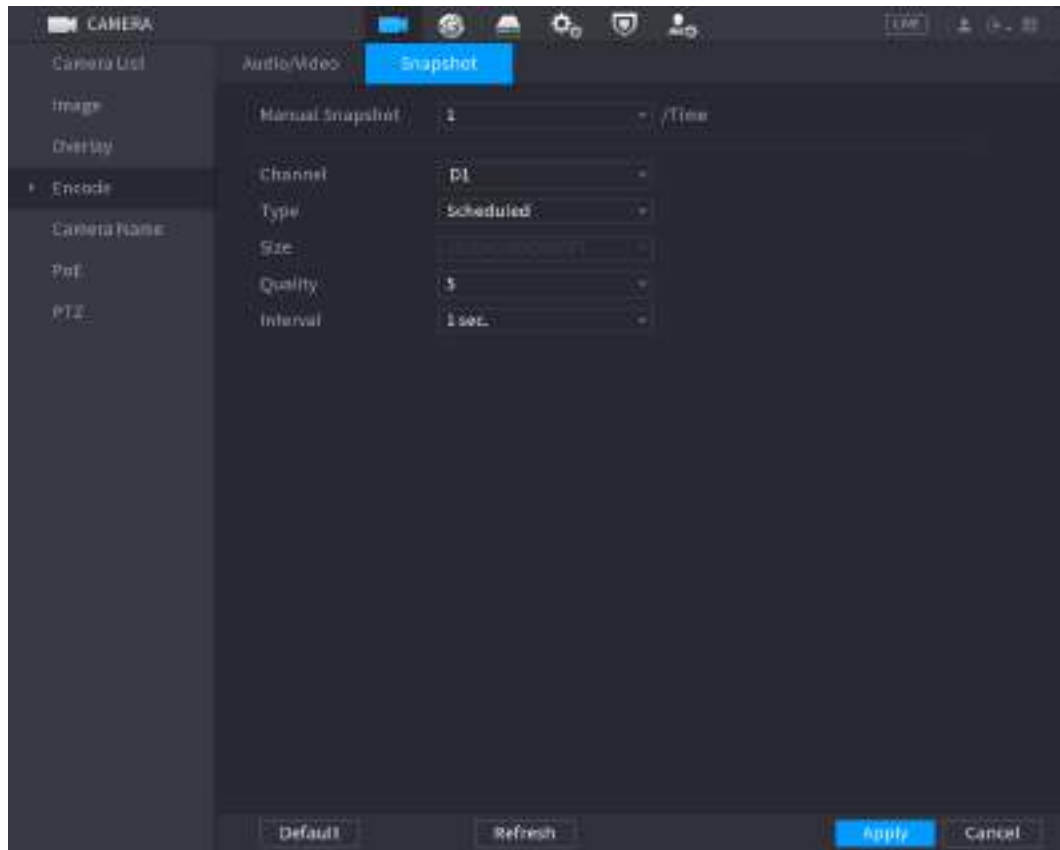 CAMERA
LIVE
Camera List
Image
Overlay
Encode
Camera Name
PoE
PTZ
Audio/Video
Snapshot
Manual Snapshot 1 /Time
Channel D1
Type Scheduled
Size
Quality 5
Interval 1 sec.
Default Refresh Apply Cancel